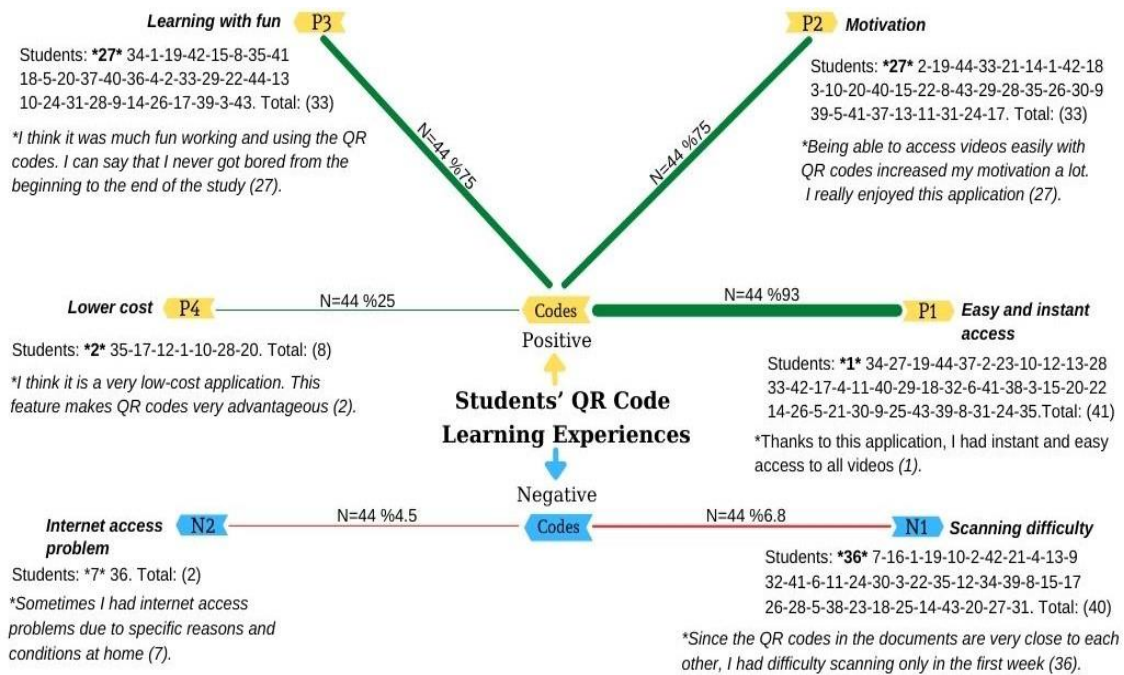 Learning with fun P3
Students: *27* 34-1-19-42-15-8-35-41
18-5-20-37-40-36-4-2-33-29-22-44-13
10-24-31-28-9-14-26-17-39-3-43. Total: (33)
*I think it was much fun working and using the QR
codes. I can say that I never got bored from the
beginning to the end of the study (27).
N=44 %75
P2 Motivation
Students: *27* 2-19-44-33-21-14-1-42-18
3-10-20-40-15-22-8-43-29-28-35-26-30-9
39-5-41-37-13-11-31-24-17. Total: (33)
*Being able to access videos easily with
QR codes increased my motivation a lot.
I really enjoyed this application (27).
N=44 %75
Lower cost P4
N=44 %25
Students: *2* 35-17-12-1-10-28-20. Total: (8)
*I think it is a very low-cost application. This
feature makes QR codes very advantageous (2).
Codes
Positive
N=44 %93
P1 Easy and instant
access
Students: *1* 34-27-19-44-37-2-23-10-12-13-28
33-42-17-4-11-40-29-18-32-6-41-38-3-15-20-22
14-26-5-21-30-9-25-43-39-8-31-24-35.Total: (41)
*Thanks to this application, I had instant and easy
access to all videos (1).
Students’ QR Code
Learning Experiences
Negative
Codes
Internet access
problem
N2
N=44 %4.5
Students: *7* 36. Total: (2)
*Sometimes I had internet access
problems due to specific reasons and
conditions at home (7).
N=44 %6.8
N1 Scanning difficulty
Students: *36* 7-16-1-19-10-2-42-21-4-13-9
32-41-6-11-24-30-3-22-35-12-34-39-8-15-17
26-28-5-38-23-18-25-14-43-20-27-31. Total: (40)
*Since the QR codes in the documents are very close to each
other, I had difficulty scanning only in the first week (36).